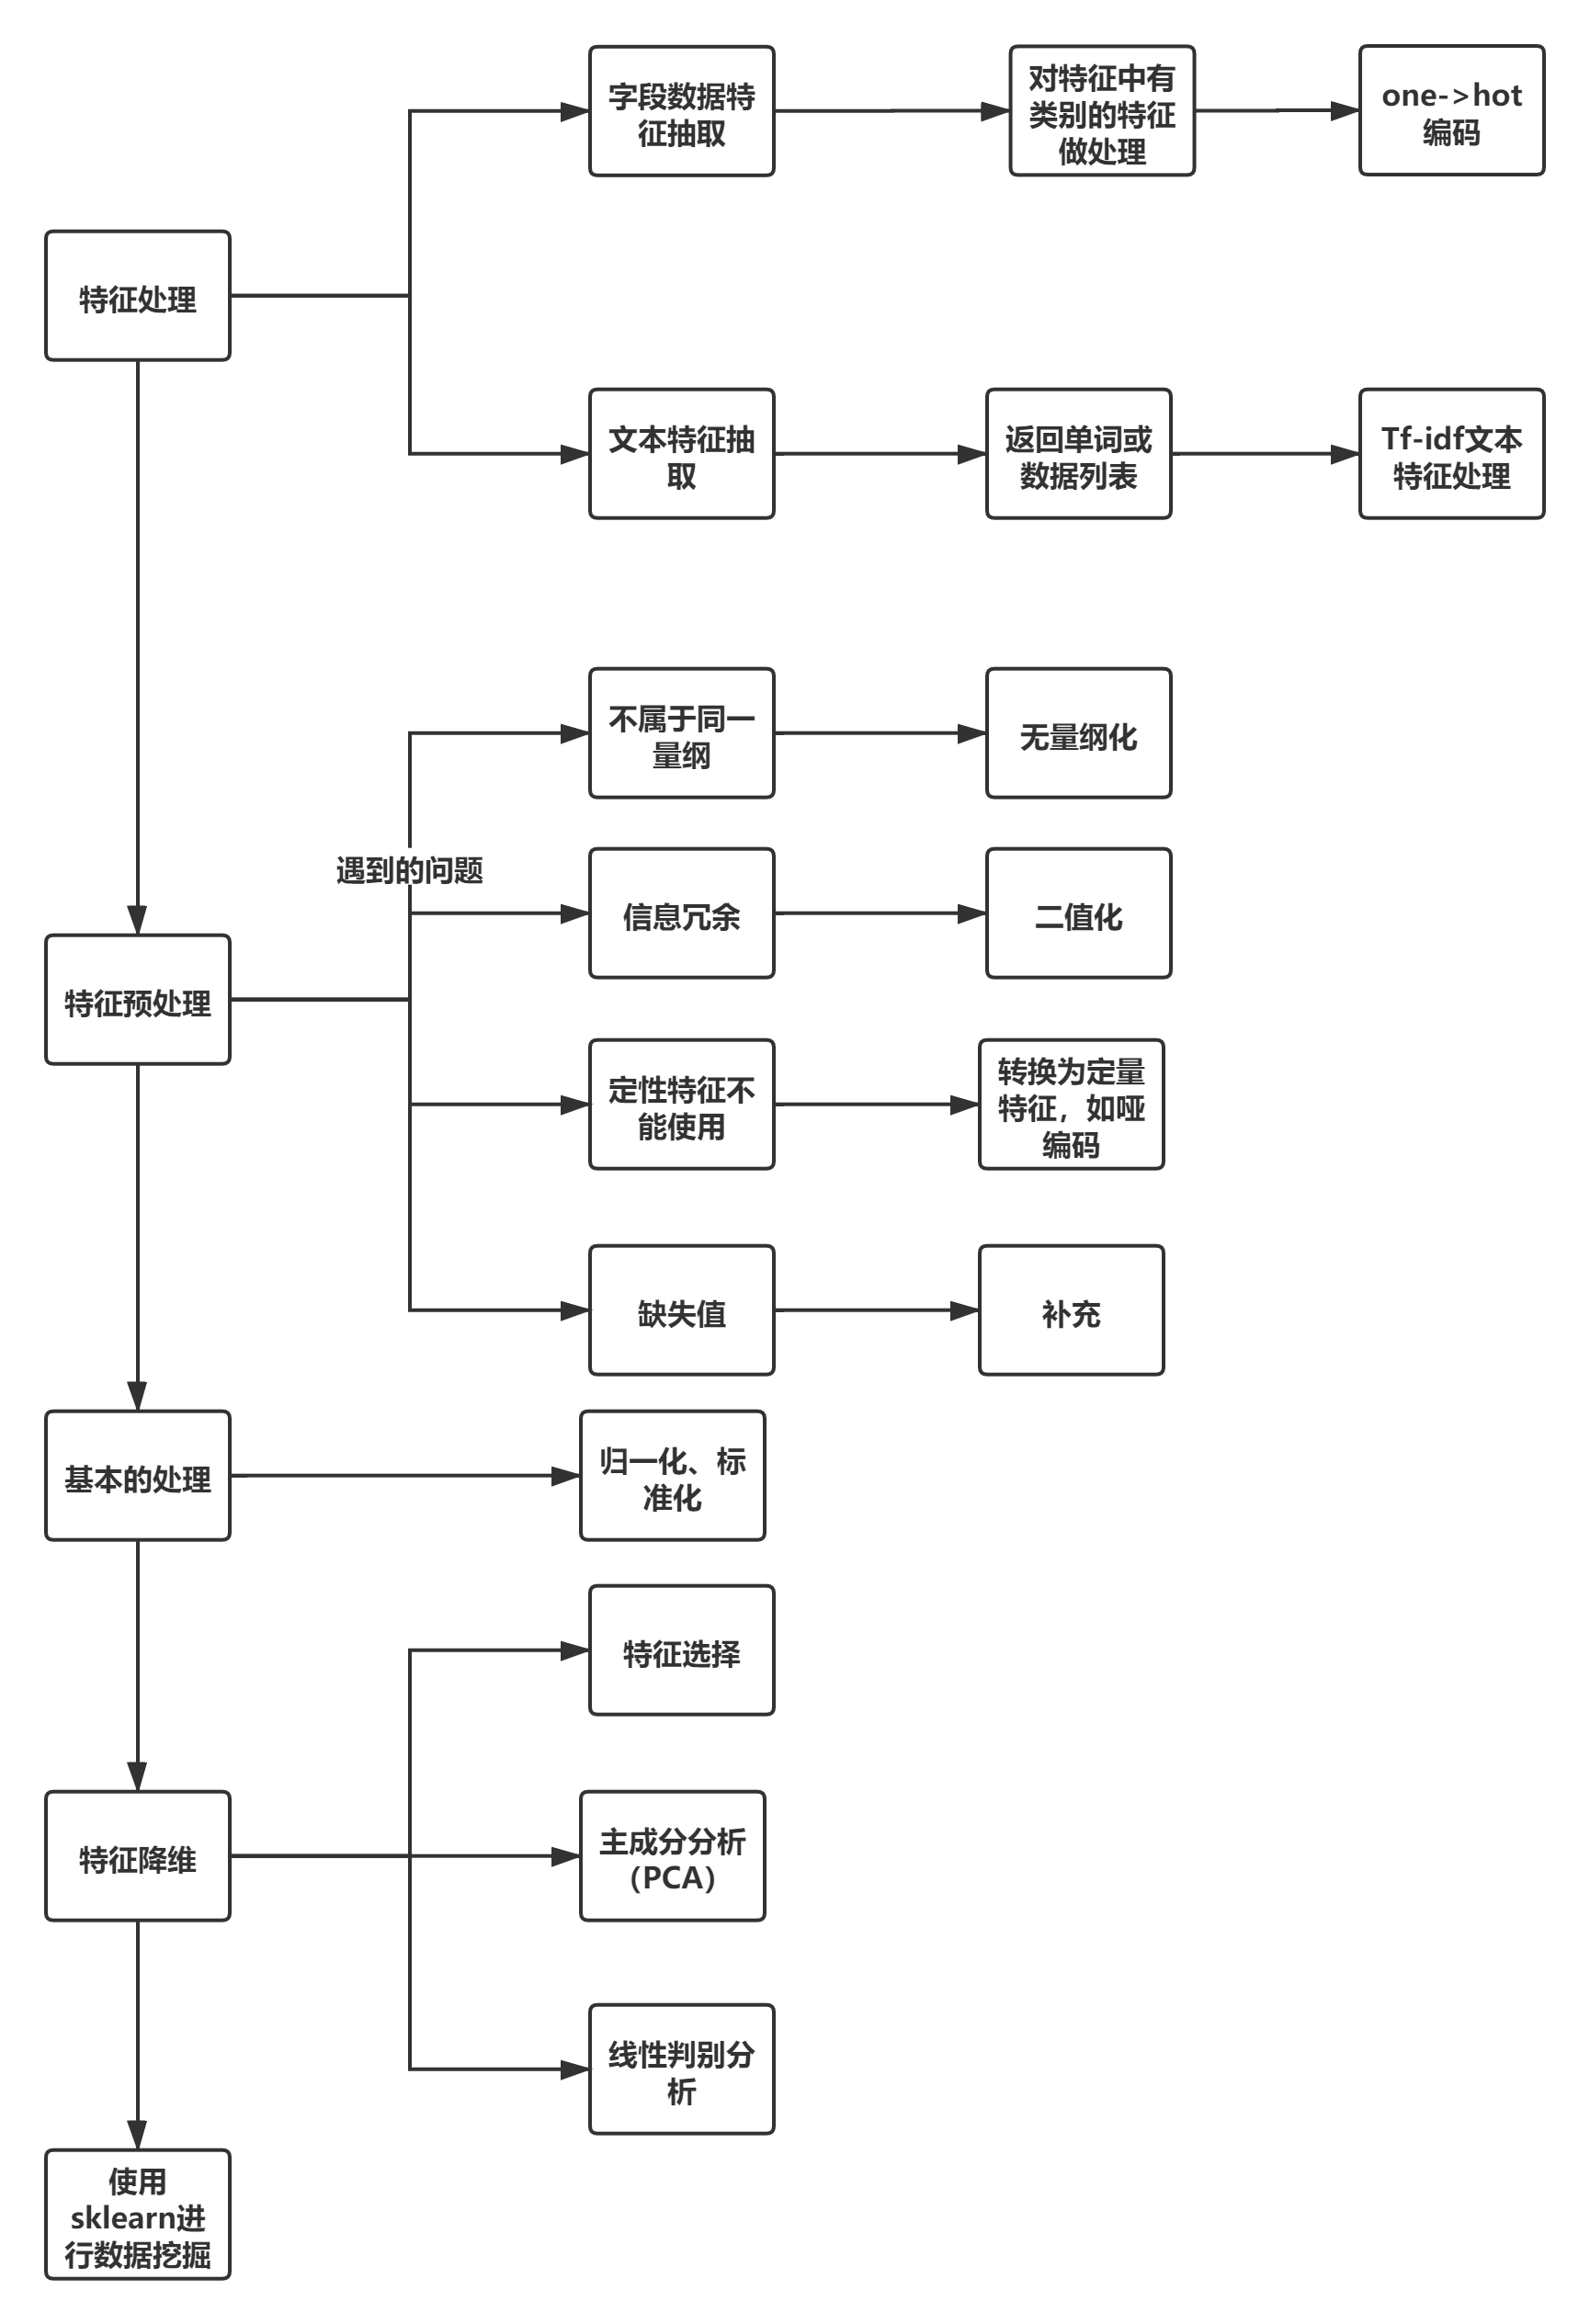 字段数据特
征抽取
对特征中有
类别的特征
做处理
one->hot
编码
特征处理
文本特征抽
取
返回单词或
数据列表
Tf-idf文本
特征处理
不属于同一
量纲
无量纲化
遇到的问题
信息冗余
二值化
特征预处理
定性特征不
能使用
转换为定量
特征，如哑
编码
缺失值
补充
基本的处理
归一化、标
准化
特征选择
特征降维
主成分分析
（PCA）
线性判别分
析
使用
sklearn进
行数据挖掘